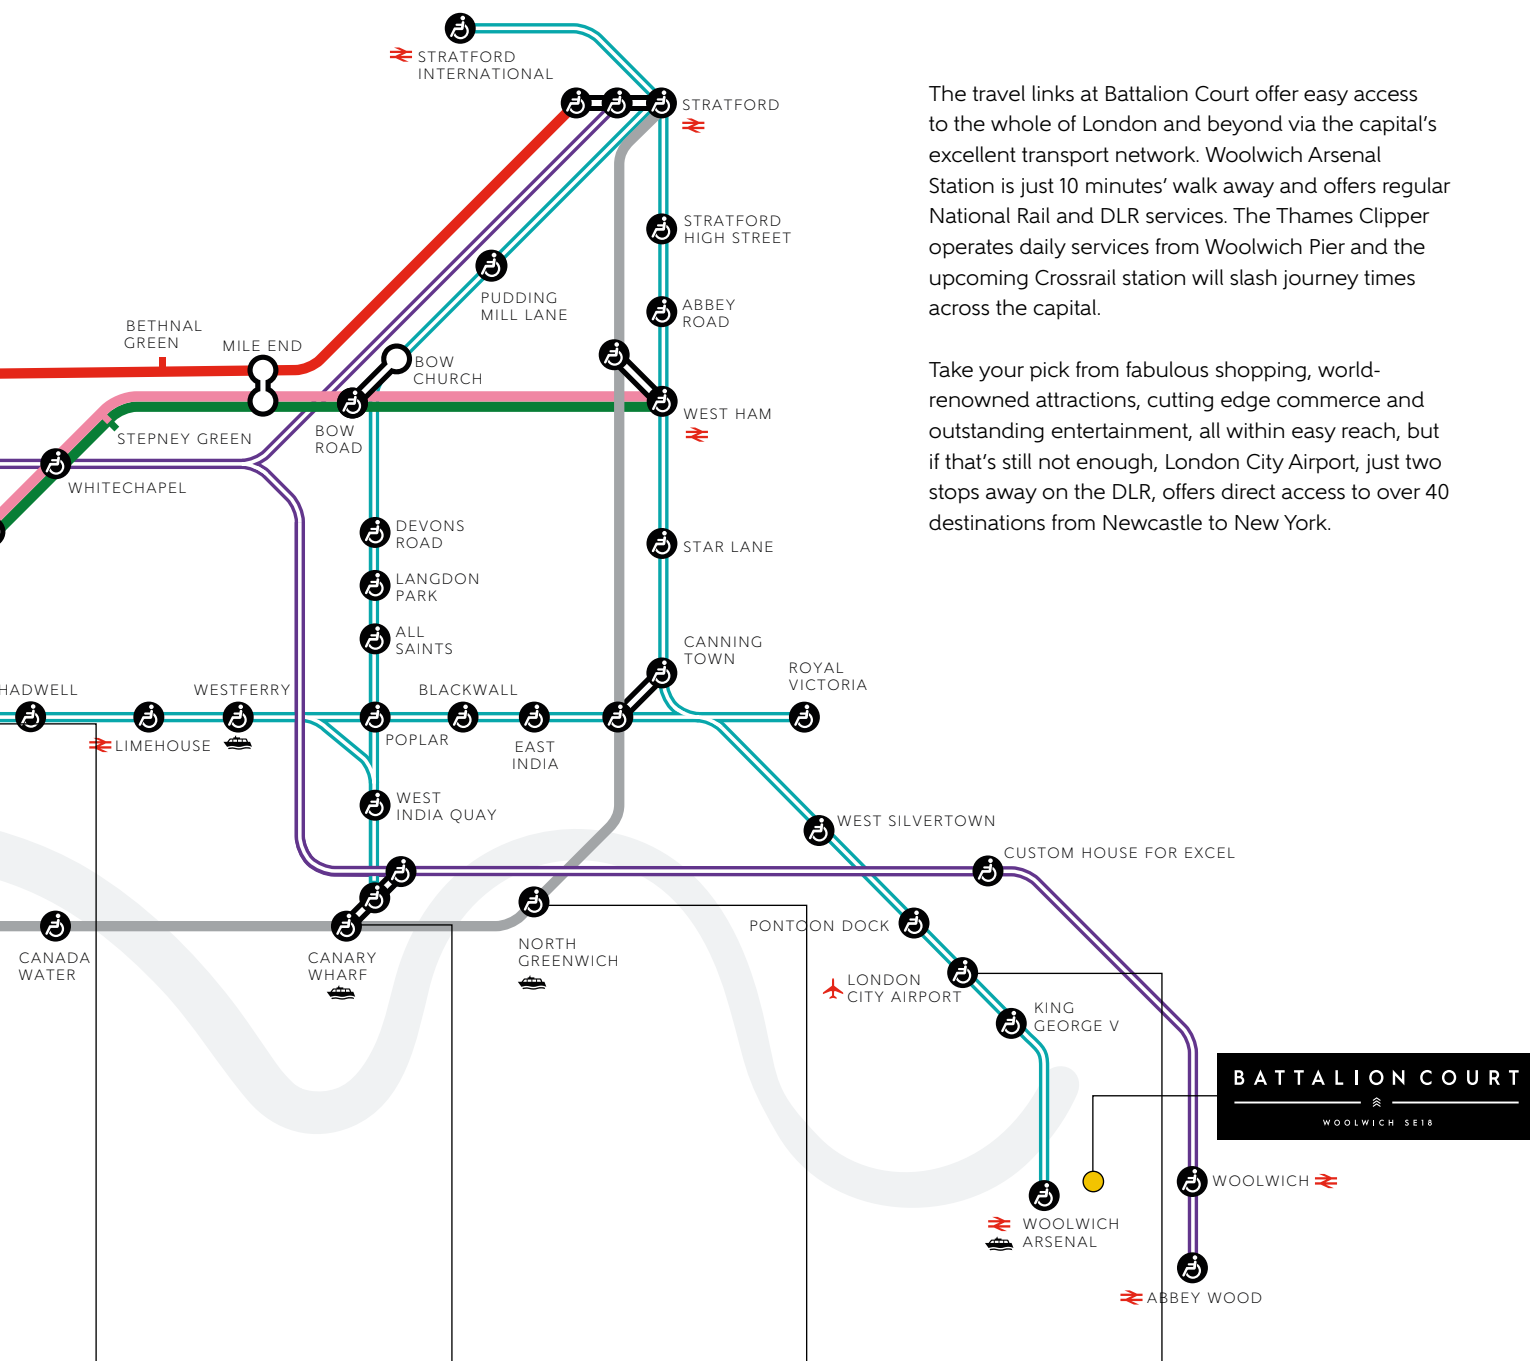 STRATFORD
INTERNATIONAL
STRATFORD
The travel links at Battalion Court offer easy access
to the whole of London and beyond via the capital's
excellent transport network. Woolwich Arsenal
Station is just 10 minutes' walk away and offers regular
National Rail and DLR services. The Thames Clipper
operates daily services from Woolwich Pier and the
upcoming Crossrail station will slash journey times
across the capital.
Take your pick from fabulous shopping, world-
renowned attractions, cutting edge commerce and
outstanding entertainment, all within easy reach, but
if that's still not enough, London City Airport, just two
stops away on the DLR, offers direct access to over 40
destinations from Newcastle to New York.
STRATFORD
HIGH STREET
PUDDING
MILL LANE
ABBEY
ROAD
BETHNAL
GREEN
MILE END
BOW
CHURCH
WEST HAM
STEPNEY GREEN
BOW
ROAD
WHITECHAPEL
DEVONS
ROAD
STAR LANE
LANGDON
PARK
ALL
SAINTS
CANNING
TOWN
ROYAL
VICTORIA
HADWELL
WESTFERRY
BLACKWALL
LIMEHOUSE
POPLAR
EAST
INDIA
WEST
INDIA QUAY
WEST SILVERTOWN
CUSTOM HOUSE FOR EXCEL
PONTOON DOCK
CANADA
WATER
CANARY
WHARF
NORTH
GREENWICH
LONDON
CITY AIRPORT
KING
GEORGE V
BATTALION COURT
WOOLWICH SE18
WOOLWICH
WOOLWICH
ARSENAL
ABBEY WOOD